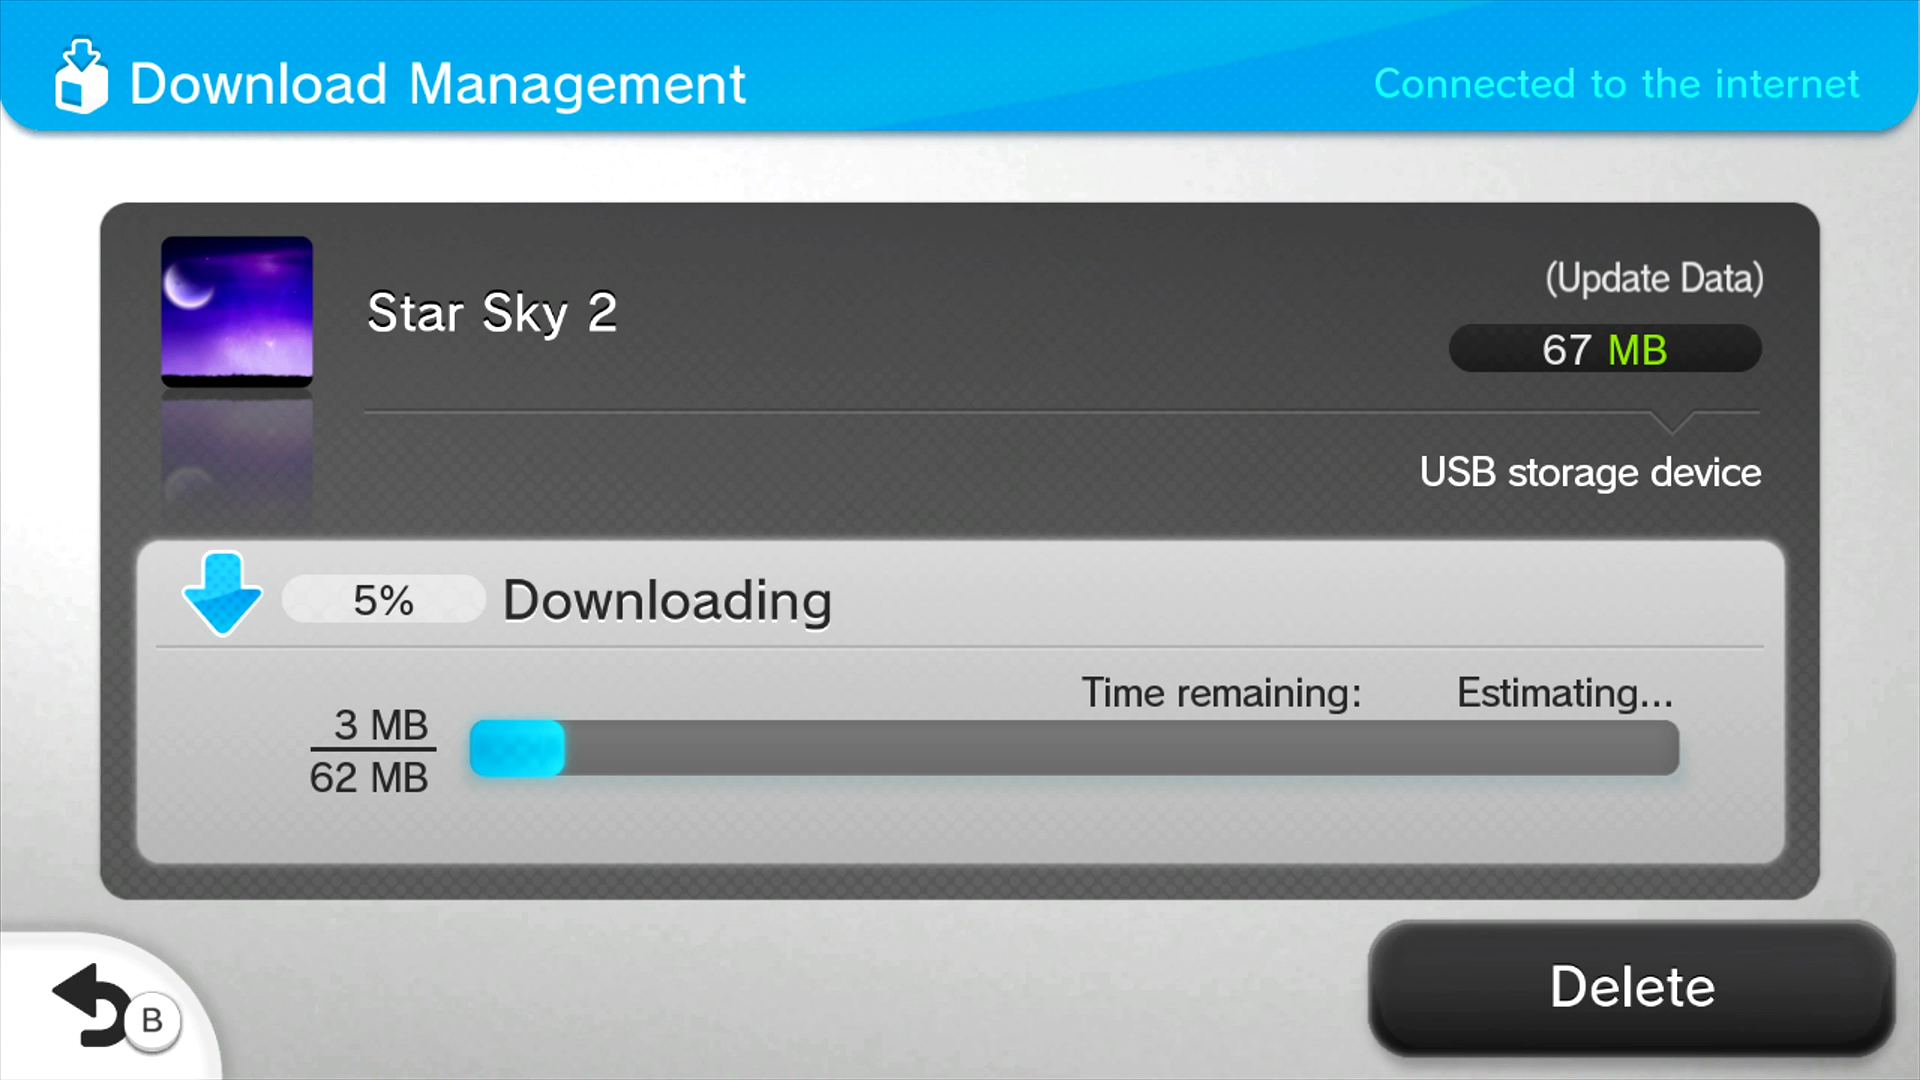 Download Management
Connected to the internet
Star Sky 2
(Update Data)
67 MB
USB storage device
5% Downloading
Time remaining: Estimating...
3 MB
62 MB
B
Delete